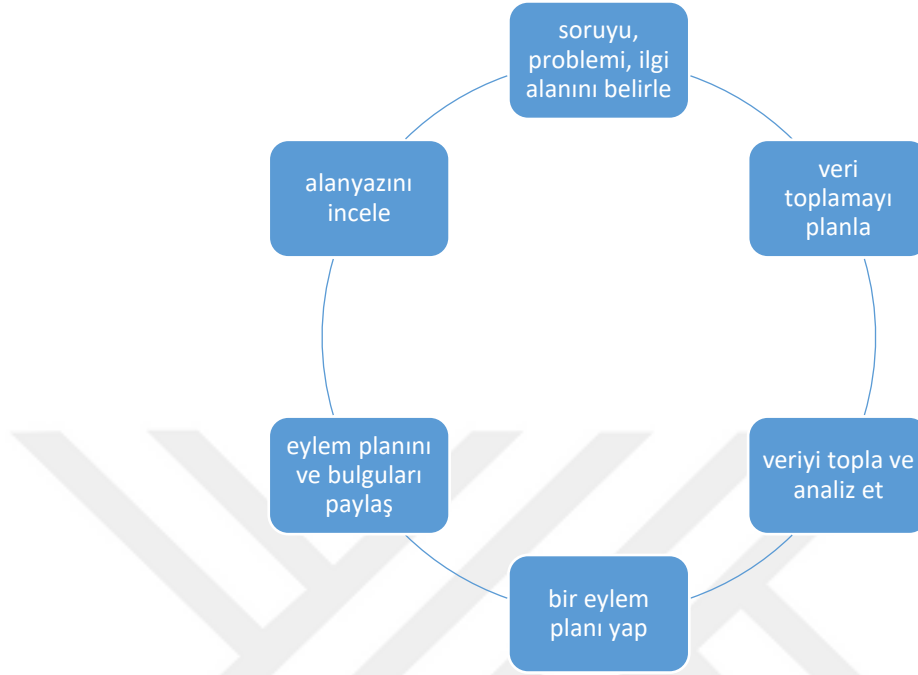 soruyu,
problemi, ilgi
alanını belirle
veri
toplamayı
planla
veriyi topla ve
analiz et
bir eylem
planı yap
eylem planını
ve bulguları
paylaş
alanyazını
incele